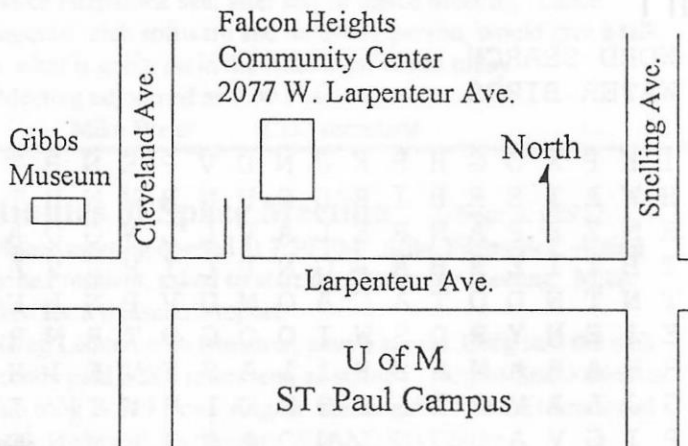 Falcon Heights
Community Center
2077 W. Larpenteur Ave.
Gibbs
Museum
Cleveland Ave.
North
Snelling Ave.
Larpenteur Ave.
U of M
ST. Paul Campus